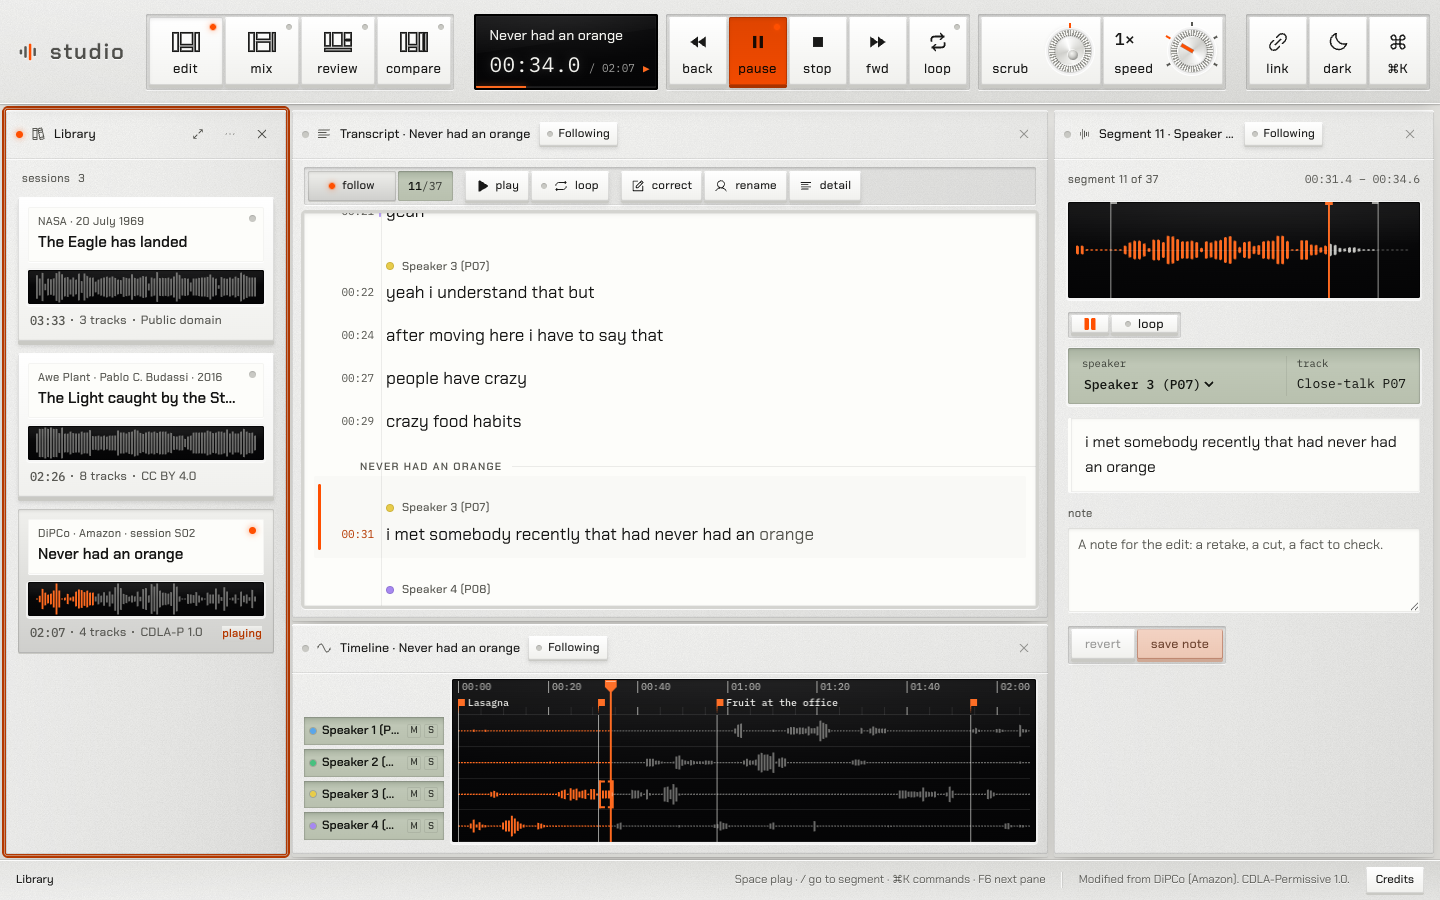 studio
edit
mix
review
compare
Never had an orange
00:34.0 / 02:07
back
pause
stop
fwd
loop
scrub
1×
speed
link
dark
⌘
⌘K
Library
sessions 3
NASA · 20 July 1969
The Eagle has landed
03:33 · 3 tracks · Public domain
Awe Plant · Pablo C. Budassi · 2016
The Light caught by the St...
02:26 · 8 tracks · CC BY 4.0
DiPCo · Amazon · session S02
Never had an orange
02:07 · 4 tracks · CDLA-P 1.0 playing
Transcript · Never had an orange Following
follow 11/37 play loop correct rename detail
00:21 yeah
Speaker 3 (P07)
00:22 yeah i understand that but
00:24 after moving here i have to say that
00:27 people have crazy
00:29 crazy food habits
NEVER HAD AN ORANGE
Speaker 3 (P07)
00:31 i met somebody recently that had never had an orange
Speaker 4 (P08)
Timeline · Never had an orange Following
00:00 00:20 00:40 01:00 01:20 01:40 02:00
Lasagna Fruit at the office
Speaker 1 (P... M S
Speaker 2 (... M S
Speaker 3 (... M S
Speaker 4 (... M S
Segment 11 · Speaker ... Following
segment 11 of 37 00:31.4 – 00:34.6
loop
speaker track
Speaker 3 (P07) Close-talk P07
i met somebody recently that had never had
an orange
note
A note for the edit: a retake, a cut, a fact to check.
revert save note
Library
Space play · / go to segment · ⌘K commands · F6 next pane
Modified from DiPCo (Amazon). CDLA-Permissive 1.0.
Credits